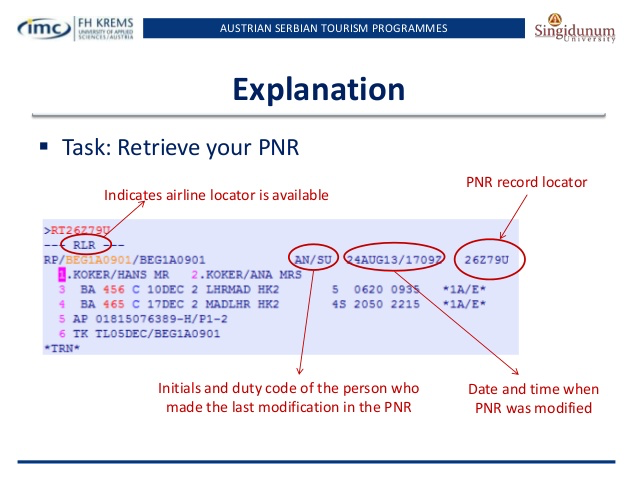 imc FH KREMS
UNIVERSITY OF APPLIED
SCIENCES/AUSTRIA
AUSTRIAN SERBIAN TOURISM PROGRAMMES
Singidunum
University
Explanation
▪ Task: Retrieve your PNR
PNR record locator
Indicates airline locator is available
>RT26Z79U
--- RLR ---
RP/BEG1A0901/BEG1A0901 AN/SU 24AUG13/1709Z 26Z79U
1.KOKER/HANS MR 2.KOKER/ANA MRS
3 BA 456 C 10DEC 2 LHRMAD HK2 5 0620 0935 *1A/E*
4 BA 465 C 17DEC 2 MADLHR HK2 4S 2050 2215 *1A/E*
5 AP 01815076389-H/P1-2
6 TK TL05DEC/BEG1A0901
*TRN*
Initials and duty code of the person who
made the last modification in the PNR
Date and time when
PNR was modified